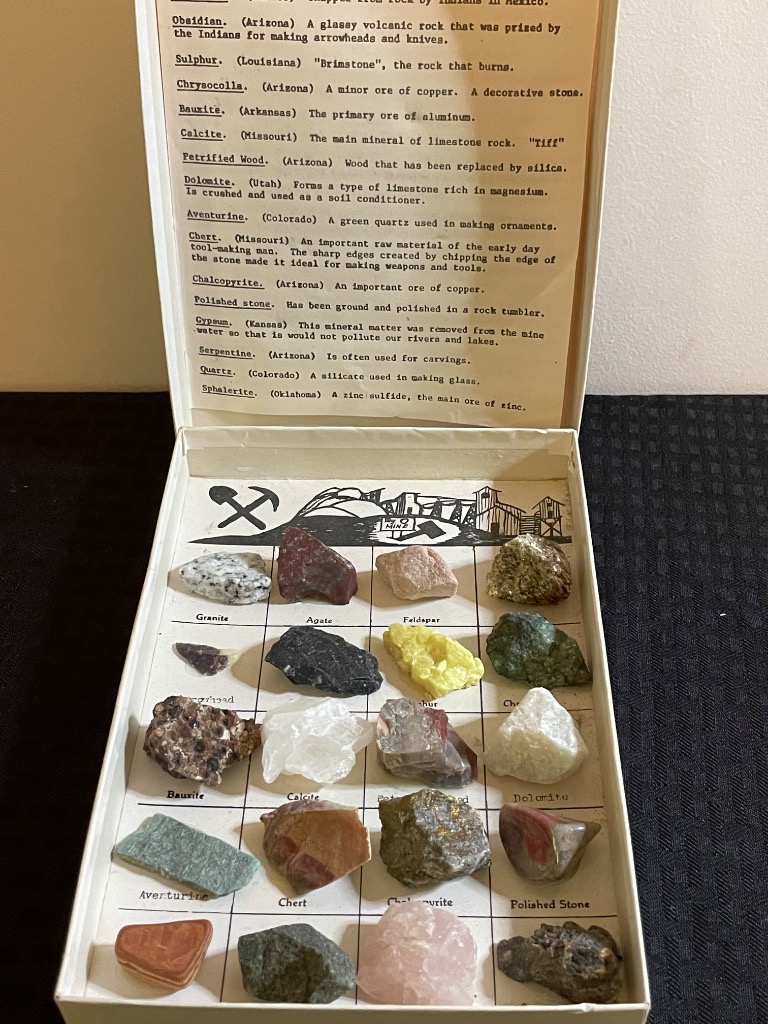 Obsidian. (Arizona) A glassy volcanic rock that was prized by
the Indians for making arrowheads and knives.
Sulphur. (Louisiana) "Brimstone", the rock that burns.
Chrysocolla. (Arizona) A minor ore of copper. A decorative stone.
Bauxite. (Arkansas) The primary ore of aluminum.
Calcite. (Missouri) The main mineral of limestone rock. "Tiff"
Petrified Wood. (Arizona) Wood that has been replaced by silica.
Dolomite. (Utah) Forms a type of limestone rich in magnesium.
Is crushed and used as a soil conditioner.
Aventurine. (Colorado) A green quartz used in making ornaments.
Chert. (Missouri) An important raw material of the early day
tool-making man. The sharp edges created by chipping the edge of
the stone made it ideal for making weapons and tools.
Chalcopyrite. (Arizona) An important ore of copper.
Polished stone. Has been ground and polished in a rock tumbler.
Gypsum. (Kansas) This mineral matter was removed from the mine
water so that is would not pollute our rivers and lakes.
Serpentine. (Arizona) Is often used for carvings.
Quartz. (Colorado) A silicate used in making glass.
Sphalerite. (Oklahoma) A zinc sulfide, the main ore of zinc.
MINE
Granite Agate Feldspar
Bauxite Calcite Dolomite
Aventurine Chert Polished Stone